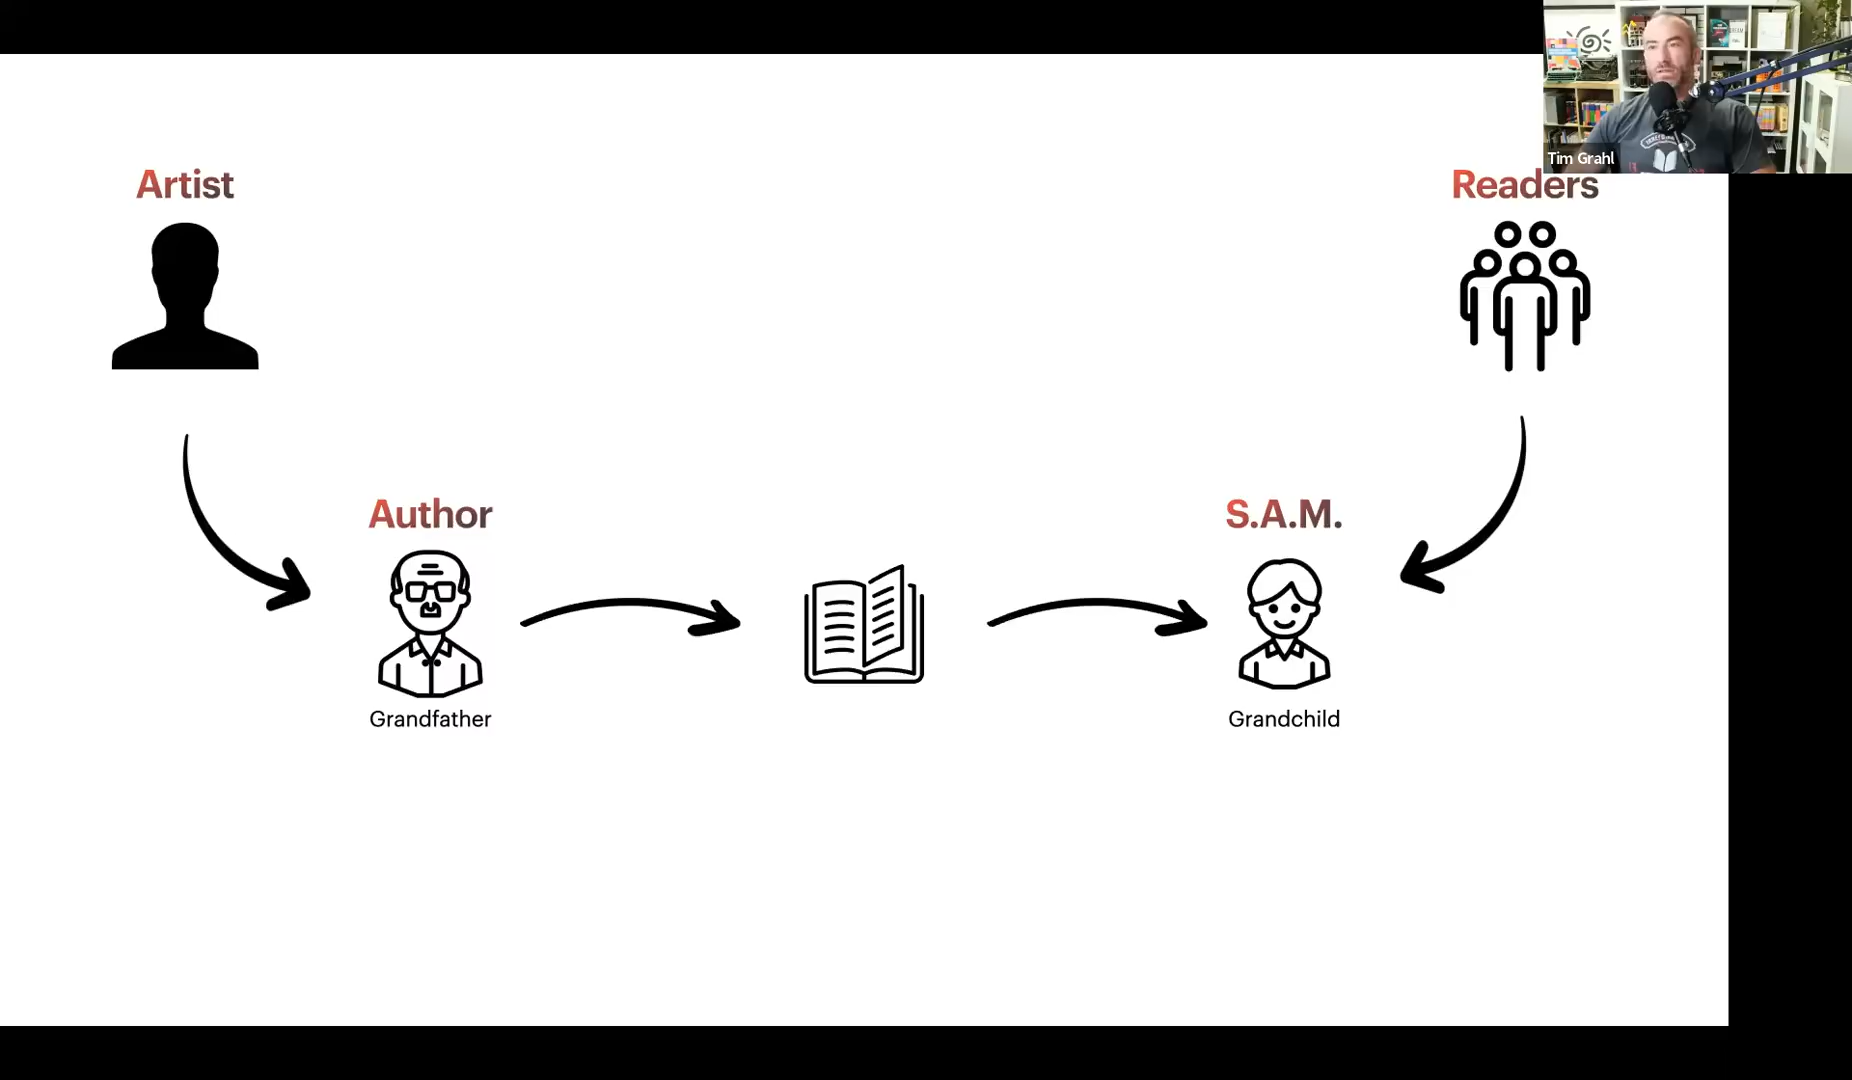 Tim Grahl
Artist
Readers
Author
S.A.M.
Grandfather
Grandchild